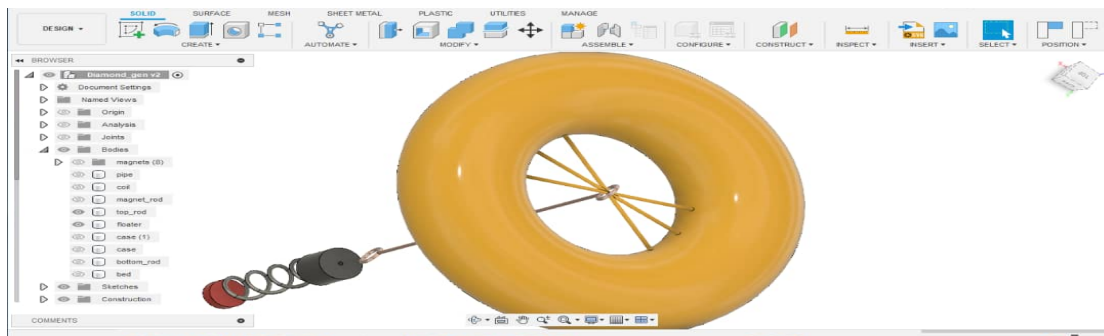 SOLID SURFACE MESH SHEET METAL PLASTIC UTILITIES MANAGE
DESIGN
CREATE AUTOMATE MODIFY ASSEMBLE CONFIGURE CONSTRUCT INSPECT INSERT SELECT POSITION
BROWSER
Diamond_gen v2
Document Settings
Named Views
Origin
Analysis
Joints
Bodies
magnets (8)
pipe
coil
magnet_rod
top_rod
floater
case (1)
case
bottom_rod
bed
Sketches
Construction
COMMENTS